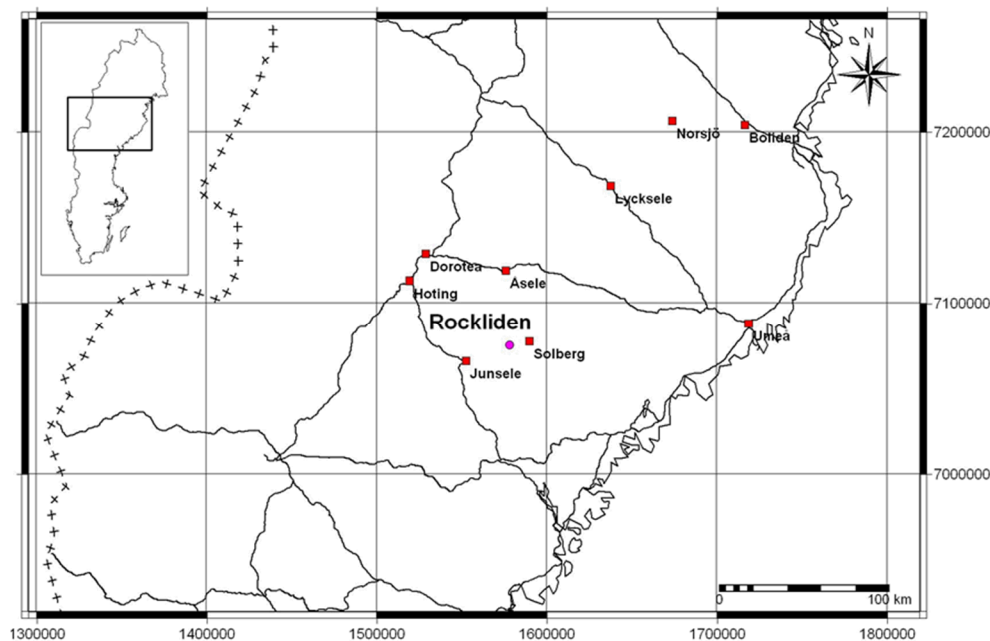 N
7200000
Norsjö
Boliden
Lycksele
Dorotea
Åsele
Hoting
7100000
Rockliden
Umeå
Solberg
Junsele
7000000
0 100 km
1300000 1400000 1500000 1600000 1700000 1800000